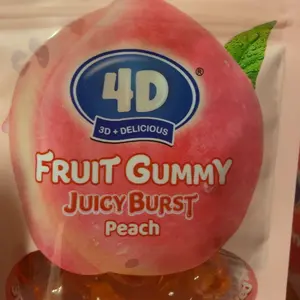 4D
®
3D + DELICIOUS
FRUIT GUMMY
JUICY BURST
Peach